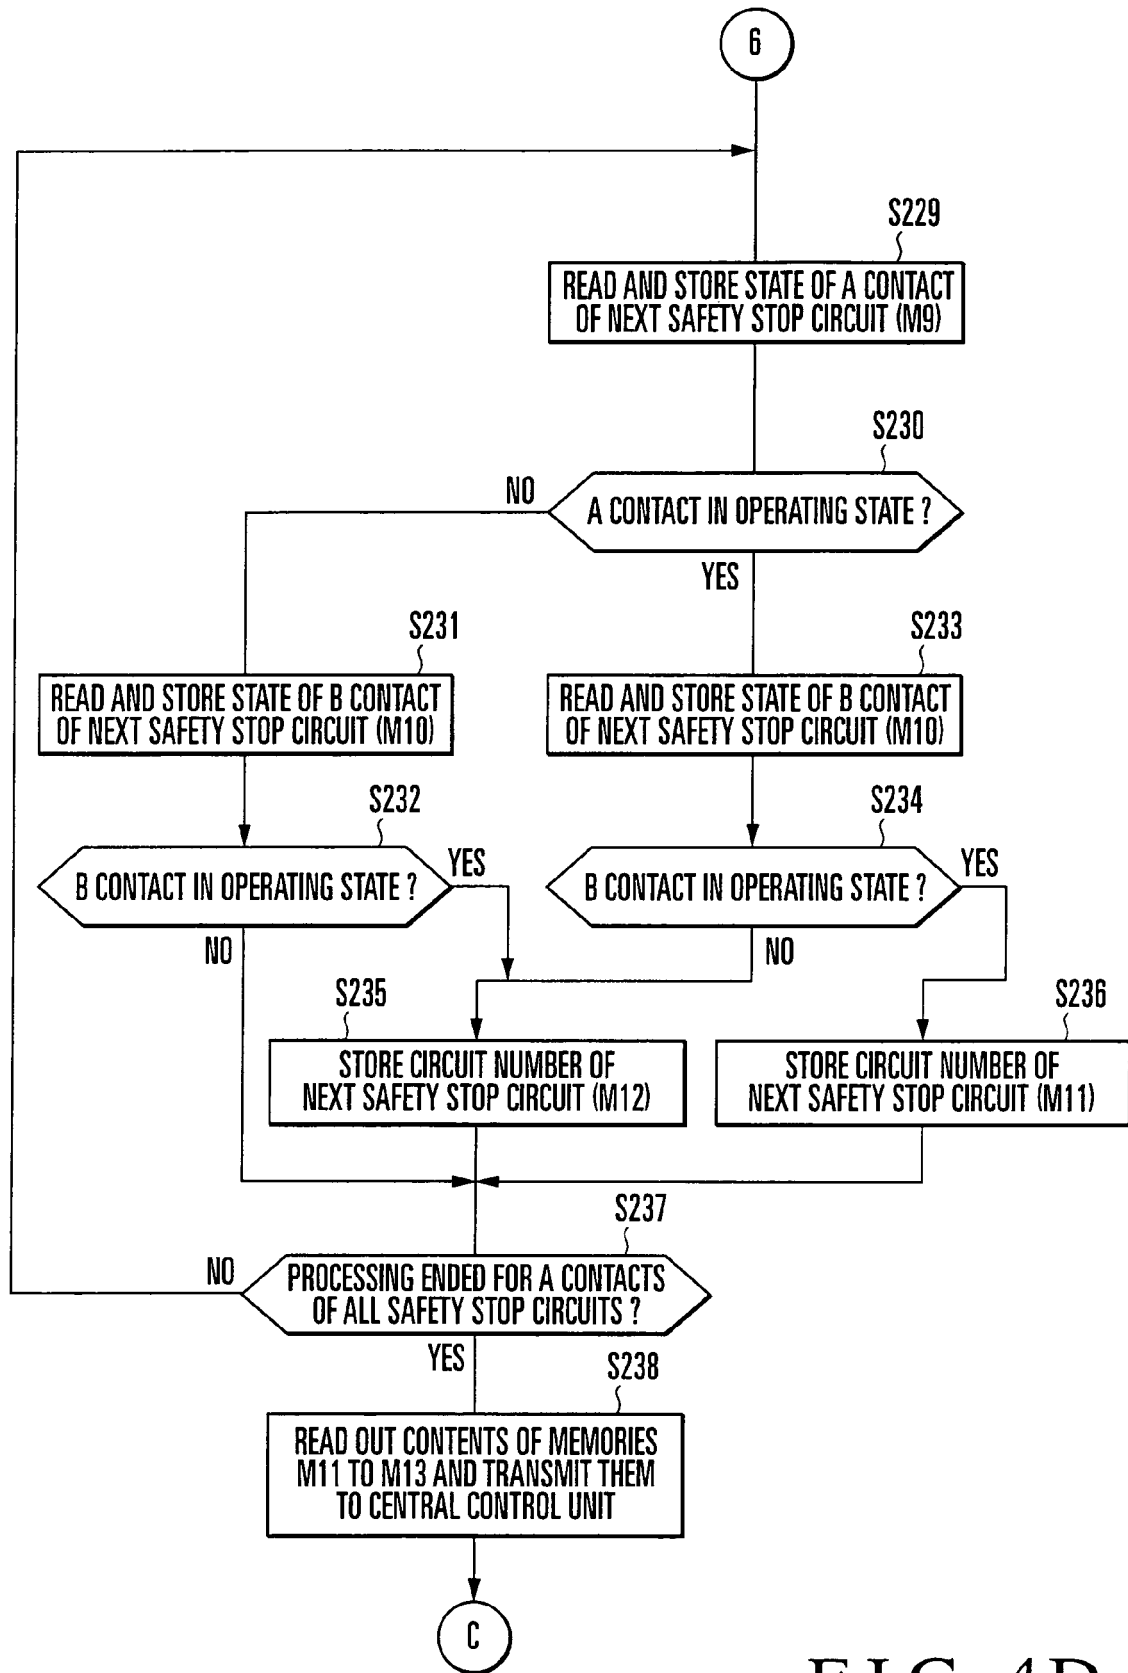 6
S229
READ AND STORE STATE OF A CONTACT
OF NEXT SAFETY STOP CIRCUIT (M9)
S230
NO
A CONTACT IN OPERATING STATE ?
YES
S231
S233
READ AND STORE STATE OF B CONTACT
OF NEXT SAFETY STOP CIRCUIT (M10)
READ AND STORE STATE OF B CONTACT
OF NEXT SAFETY STOP CIRCUIT (M10)
S232
S234
YES
B CONTACT IN OPERATING STATE ?
YES
B CONTACT IN OPERATING STATE ?
NO
NO
S235
S236
STORE CIRCUIT NUMBER OF
NEXT SAFETY STOP CIRCUIT (M12)
STORE CIRCUIT NUMBER OF
NEXT SAFETY STOP CIRCUIT (M11)
S237
NO
PROCESSING ENDED FOR A CONTACTS
OF ALL SAFETY STOP CIRCUITS ?
YES
S238
READ OUT CONTENTS OF MEMORIES
M11 TO M13 AND TRANSMIT THEM
TO CENTRAL CONTROL UNIT
C
FIG. 4D